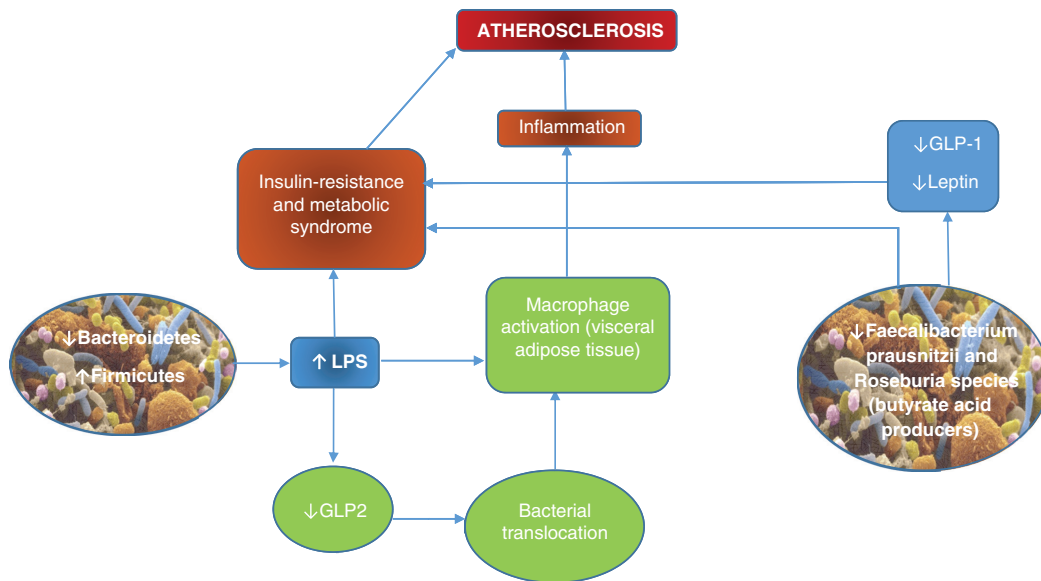 ATHEROSCLEROSIS
Inflammation
↓GLP-1
↓Leptin
Insulin-resistance
and metabolic
syndrome
Macrophage
activation (visceral
adipose tissue)
↓Bacteroidetes
↑Firmicutes
↑ LPS
↓Faecalibacterium
prausnitzii and
Roseburia species
(butyrate acid
producers)
↓GLP2
Bacterial
translocation